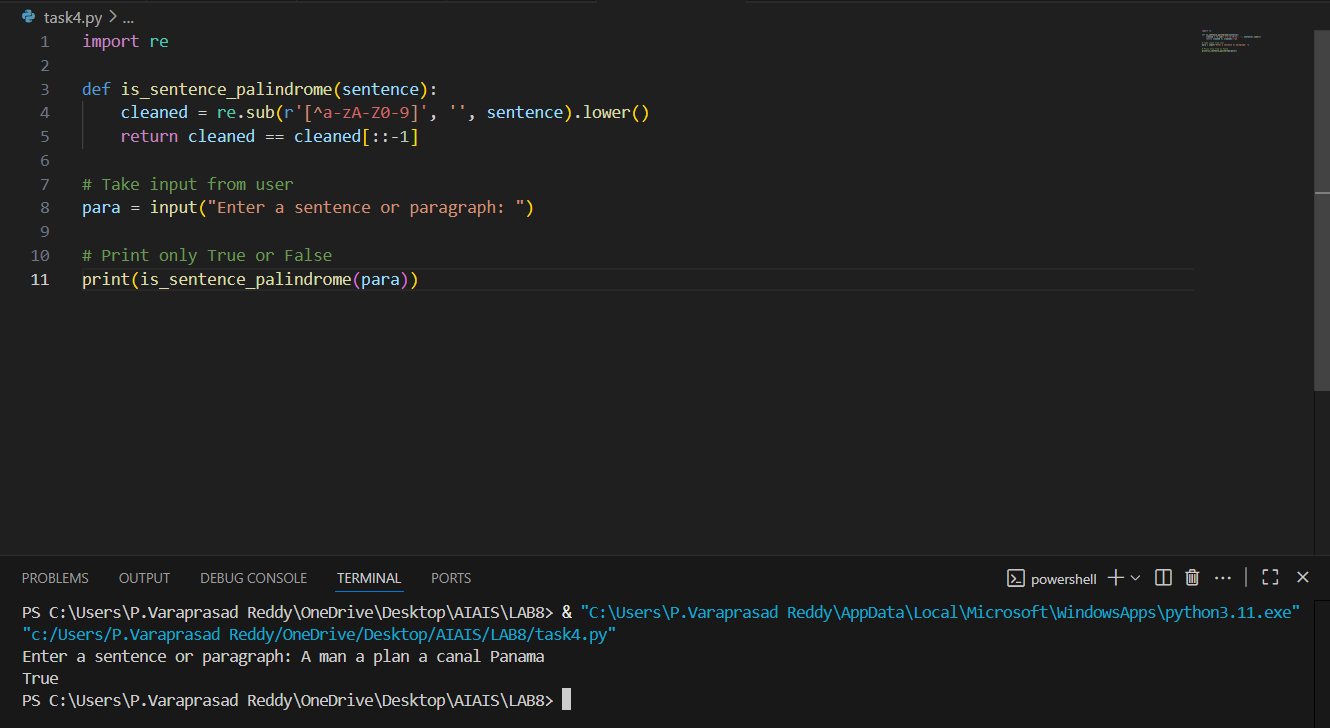 task4.py > ...
1 import re
2
3 def is_sentence_palindrome(sentence):
4     cleaned = re.sub(r'[^a-zA-Z0-9]', '', sentence).lower()
5     return cleaned == cleaned[::-1]
6
7 # Take input from user
8 para = input("Enter a sentence or paragraph: ")
9
10 # Print only True or False
11 print(is_sentence_palindrome(para))
PROBLEMS OUTPUT DEBUG CONSOLE TERMINAL PORTS powershell
PS C:\Users\P.Varaprasad Reddy\OneDrive\Desktop\AIAIS\LAB8> & "C:\Users\P.Varaprasad Reddy\AppData\Local\Microsoft\WindowsApps\python3.11.exe"
"c:/Users/P.Varaprasad Reddy/OneDrive/Desktop/AIAIS/LAB8/task4.py"
Enter a sentence or paragraph: A man a plan a canal Panama
True
PS C:\Users\P.Varaprasad Reddy\OneDrive\Desktop\AIAIS\LAB8>